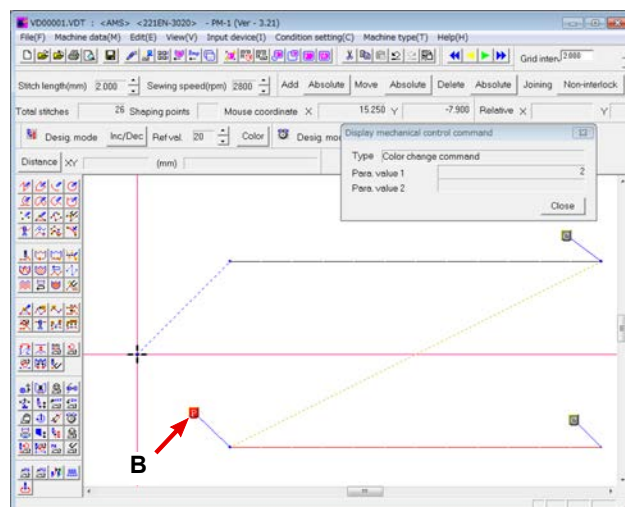 VD00001.VDT : <AMS> <221EN-3020> - PM-1 (Ver - 3.21)
File(F) Machine data(M) Edit(E) View(V) Input device(I) Condition setting(C) Machine type(T) Help(H)
Grid interv 2.000
Stitch length(mm) 2.000 Sewing speed(rpm) 2800 Add Absolute Move Absolute Delete Absolute Joining Non-interlock
Total stitches 26 Shaping points Mouse coordinate X 15.250 Y -7.900 Relative X Y
Desig. mode Inc/Dec Ref.val. 20 Color Desig. mo
Display mechanical control command
Type Color change command
Para. value 1 2
Para. value 2
Close
Distance XY (mm)
P
B